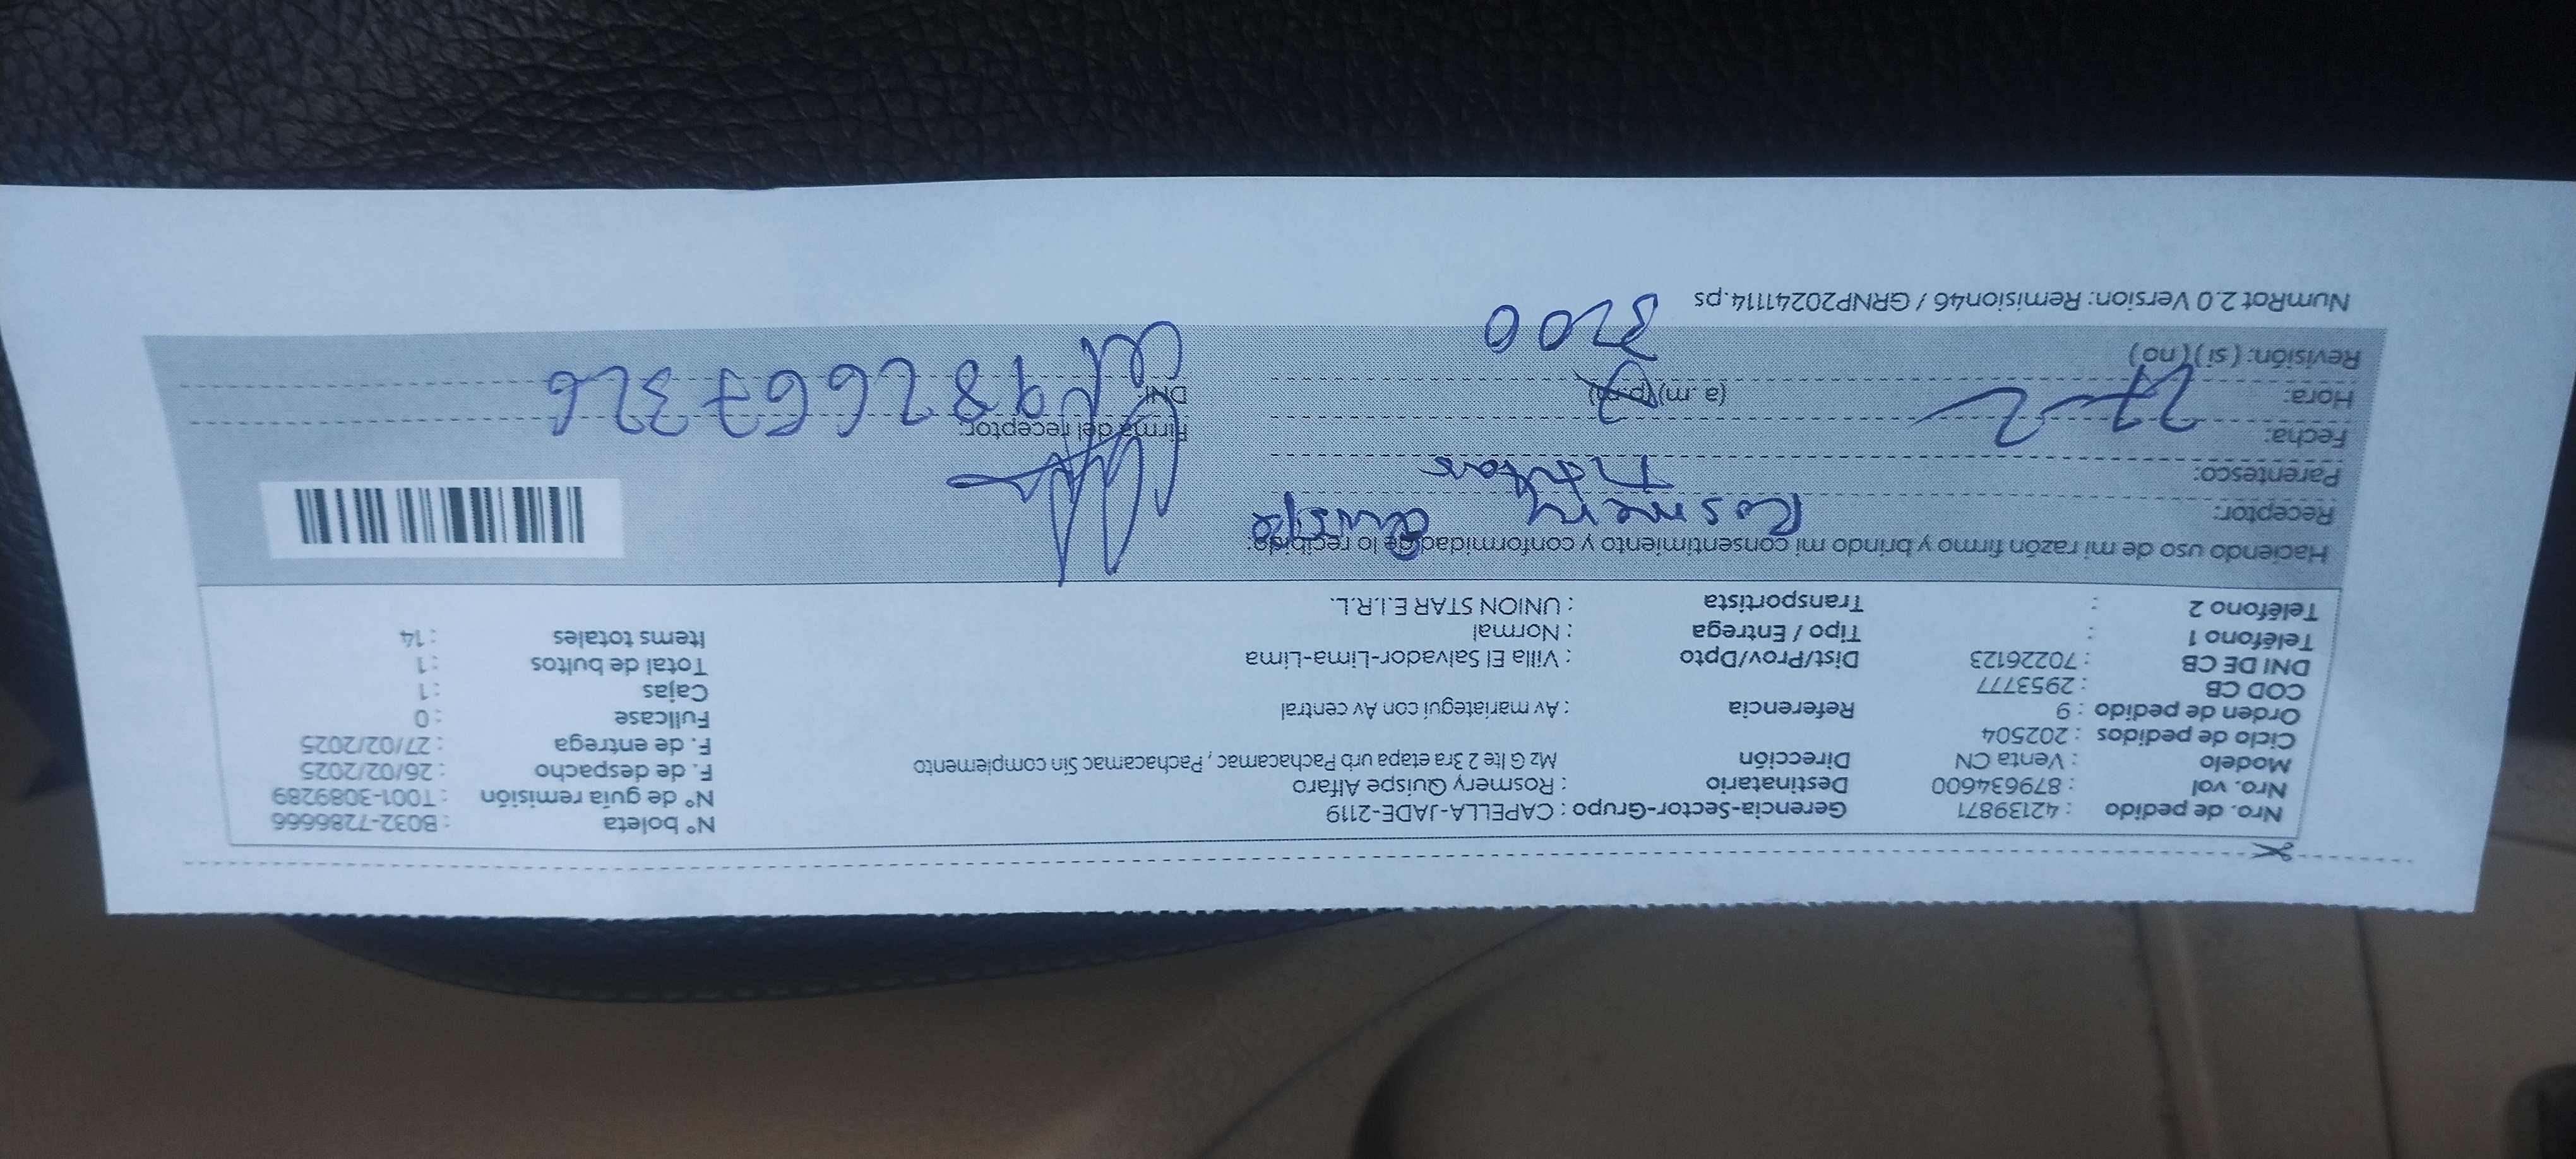 Nro. de pedido : 42139871 Gerencia-Sector-Grupo : CAPELLA-JADE-2119 N° boleta : B032-7286666
Nro. vol : 879634600 Destinatario : Rosmery Quispe Alfaro N° de guía remisión : T001-3089289
Modelo : Venta CN Dirección Mz G lte 2 3ra etapa urb Pachacamac , Pachacamac Sin complemento F. de despacho : 26/02/2025
Ciclo de pedidos : 202504 F. de entrega : 27/02/2025
Orden de pedido : 9 Referencia : Av mariategui con Av central Fullcase : 0
COD CB : 2953777 Cajas : 1
DNI DE CB : 70226123 Dist/Prov/Dpto : Villa El Salvador-Lima-Lima Total de bultos : 1
Teléfono 1 : Tipo / Entrega : Normal Items totales : 14
Teléfono 2 : Transportista : UNION STAR E.I.R.L.
Haciendo uso de mi razón firmo y brindo mi consentimiento y conformidad de lo recibido:
Receptor: Rosmery Quispe
Parentesco: Titular
Fecha: 27-2 Firma del receptor:
Hora: (a.m)(p.m) DNI: Cel 982667326
Revisión: (si)(no)
NumRot 2.0 Version: Remision46 / GRNP20241114.ps